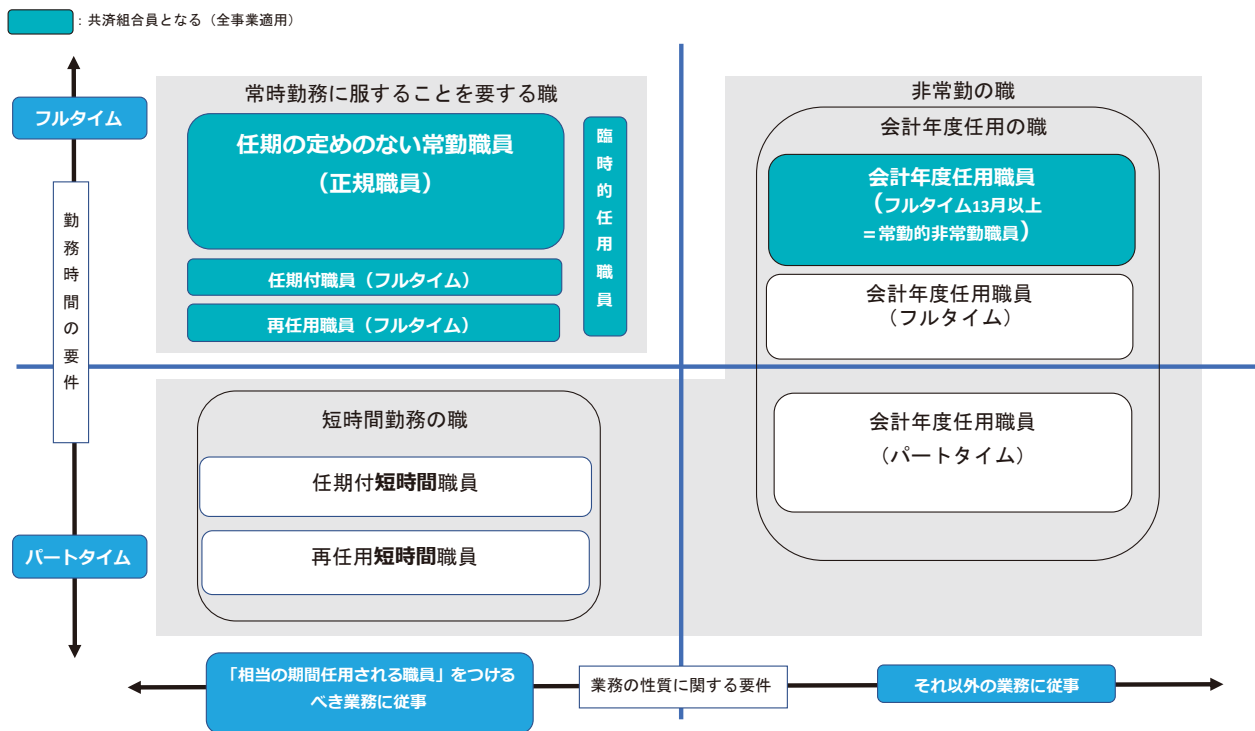 ：共済組合員となる（全事業適用）
フルタイム
勤務時間の要件
パートタイム
常時勤務に服することを要する職
任期の定めのない常勤職員
（正規職員）
臨時的任用職員
任期付職員（フルタイム）
再任用職員（フルタイム）
非常勤の職
会計年度任用の職
会計年度任用職員
（フルタイム13月以上
＝常勤的非常勤職員）
会計年度任用職員
（フルタイム）
会計年度任用職員
（パートタイム）
短時間勤務の職
任期付短時間職員
再任用短時間職員
「相当の期間任用される職員」をつける
べき業務に従事
業務の性質に関する要件
それ以外の業務に従事